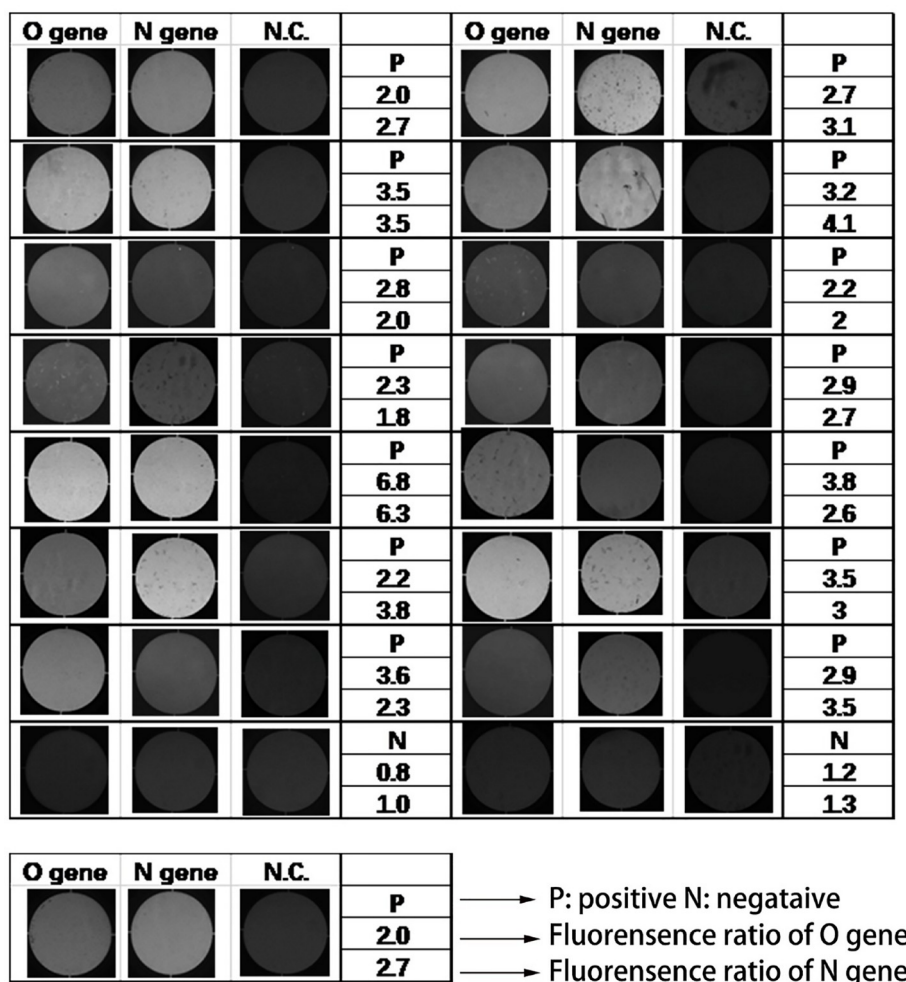 O gene N gene N.C. O gene N gene N.C.
P P
2.0 2.7
2.7 3.1
P P
3.5 3.2
3.5 4.1
P P
2.8 2.2
2.0 2
P P
2.3 2.9
1.8 2.7
P P
6.8 3.8
6.3 2.6
P P
2.2 3.5
3.8 3
P P
3.6 2.9
2.3 3.5
N N
0.8 1.2
1.0 1.3
O gene N gene N.C.
P P: positive N: negataive
2.0 Fluorensence ratio of O gene
2.7 Fluorensence ratio of N gene